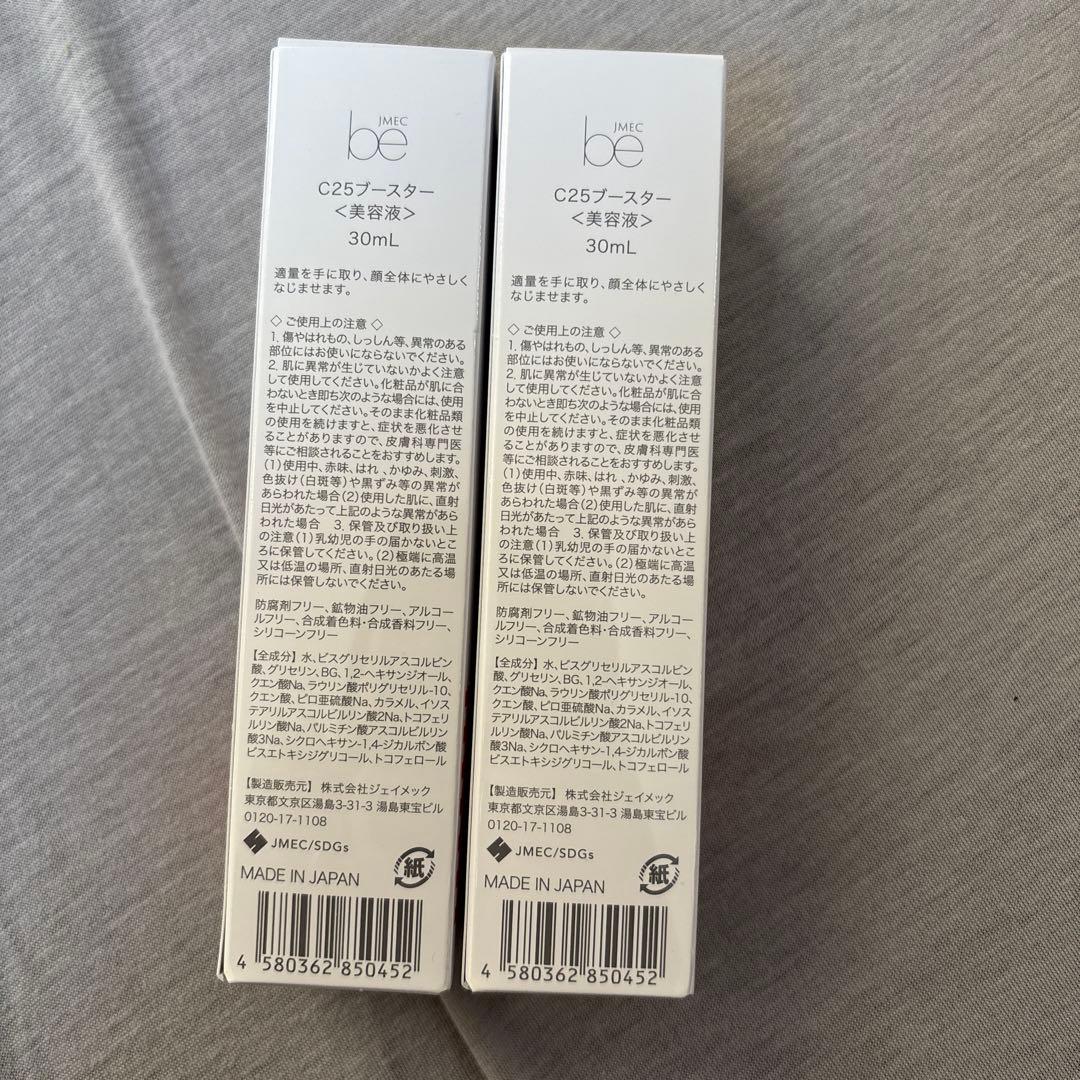 JMEC
be
C25ブースター
<美容液>
30mL
適量を手に取り、顔全体にやさしく
なじませます。
◇ ご使用上の注意 ◇
1. 傷やはれもの、しっしん等、異常のある
部位にはお使いにならないでください。
2. 肌に異常が生じていないかよく注意
して使用してください。化粧品が肌に合
わないとき即ち次のような場合には、使用
を中止してください。そのまま化粧品類
の使用を続けますと、症状を悪化させ
ることがありますので、皮膚科専門医
等にご相談されることをおすすめします。
(1)使用中、赤味、はれ、かゆみ、刺激、
色抜け(白斑等)や黒ずみ等の異常が
あらわれた場合(2)使用した肌に、直射
日光があたって上記のような異常があら
われた場合 3. 保管及び取り扱い上
の注意(1)乳幼児の手の届かないとこ
ろに保管してください。(2)極端に高温
又は低温の場所、直射日光のあたる場
所には保管しないでください。
防腐剤フリー、鉱物油フリー、アルコー
ルフリー、合成着色料・合成香料フリー、
シリコーンフリー
【全成分】水、ビスグリセリルアスコルビン
酸、グリセリン、BG、1,2-ヘキサンジオール、
クエン酸Na、ラウリン酸ポリグリセリル-10、
クエン酸、ピロ亜硫酸Na、カラメル、イソス
テアリルアスコルビルリン酸2Na、トコフェリ
ルリン酸Na、パルミチン酸アスコルビルリン
酸3Na、シクロヘキサン-1,4-ジカルボン酸
ビスエトキシジグリコール、トコフェロール
【製造販売元】 株式会社ジェイメック
東京都文京区湯島3-31-3 湯島東宝ビル
0120-17-1108
JMEC/SDGs
紙
MADE IN JAPAN
4 580362 850452
JMEC
be
C25ブースター
<美容液>
30mL
適量を手に取り、顔全体にやさしく
なじませます。
◇ ご使用上の注意 ◇
1. 傷やはれもの、しっしん等、異常のある
部位にはお使いにならないでください。
2. 肌に異常が生じていないかよく注意
して使用してください。化粧品が肌に合
わないとき即ち次のような場合には、使用
を中止してください。そのまま化粧品類
の使用を続けますと、症状を悪化させ
ることがありますので、皮膚科専門医
等にご相談されることをおすすめします。
(1)使用中、赤味、はれ、かゆみ、刺激、
色抜け(白斑等)や黒ずみ等の異常が
あらわれた場合(2)使用した肌に、直射
日光があたって上記のような異常があら
われた場合 3. 保管及び取り扱い上
の注意(1)乳幼児の手の届かないとこ
ろに保管してください。(2)極端に高温
又は低温の場所、直射日光のあたる場
所には保管しないでください。
防腐剤フリー、鉱物油フリー、アルコー
ルフリー、合成着色料・合成香料フリー、
シリコーンフリー
【全成分】水、ビスグリセリルアスコルビン
酸、グリセリン、BG、1,2-ヘキサンジオール、
クエン酸Na、ラウリン酸ポリグリセリル-10、
クエン酸、ピロ亜硫酸Na、カラメル、イソス
テアリルアスコルビルリン酸2Na、トコフェリ
ルリン酸Na、パルミチン酸アスコルビルリン
酸3Na、シクロヘキサン-1,4-ジカルボン酸
ビスエトキシジグリコール、トコフェロール
【製造販売元】 株式会社ジェイメック
東京都文京区湯島3-31-3 湯島東宝ビル
0120-17-1108
JMEC/SDGs
紙
MADE IN JAPAN
4 580362 850452